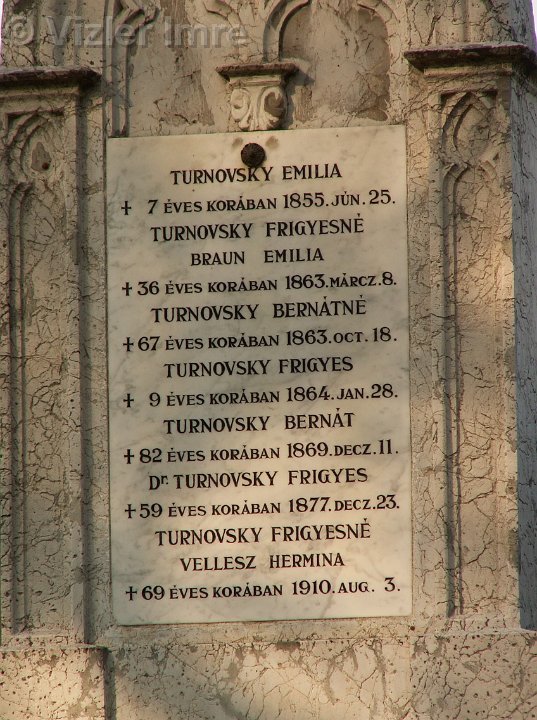 © Vizler Imre
TURNOVSKY EMILIA
✝ 7 ÉVES KORÁBAN 1855. JÚN. 25.
TURNOVSKY FRIGYESNÉ
BRAUN EMILIA
✝ 36 ÉVES KORÁBAN 1863. MÁRCZ. 8.
TURNOVSKY BERNÁTNÉ
✝ 67 ÉVES KORÁBAN 1863. OCT. 18.
TURNOVSKY FRIGYES
✝ 9 ÉVES KORÁBAN 1864. JAN. 28.
TURNOVSKY BERNÁT
✝ 82 ÉVES KORÁBAN 1869. DECZ. 11.
Dr. TURNOVSKY FRIGYES
✝ 59 ÉVES KORÁBAN 1877. DECZ. 23.
TURNOVSKY FRIGYESNÉ
VELLESZ HERMINA
✝ 69 ÉVES KORÁBAN 1910. AUG. 3.